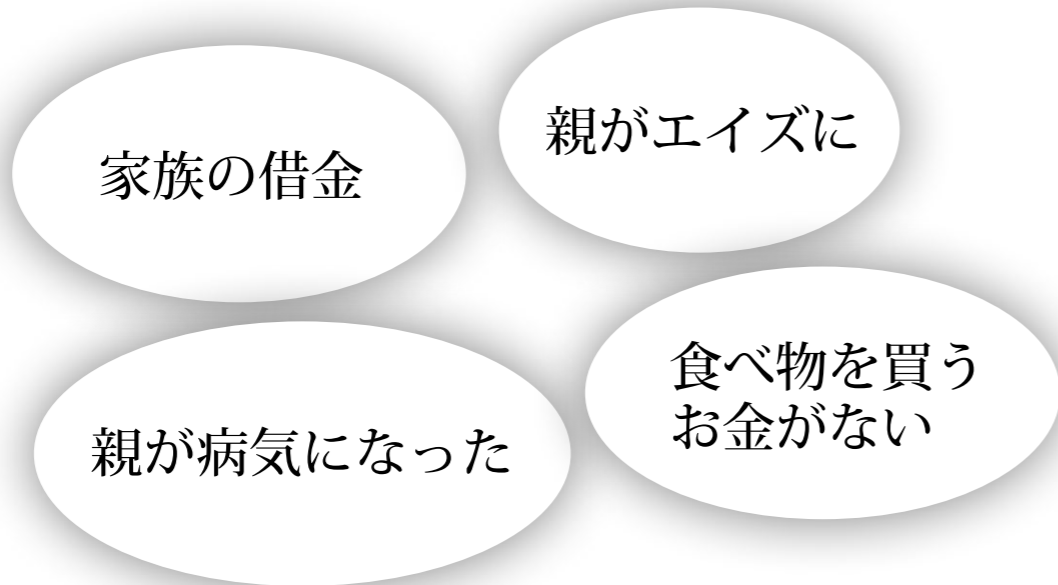 家族の借金
親がエイズに
親が病気になった
食べ物を買う
お金がない